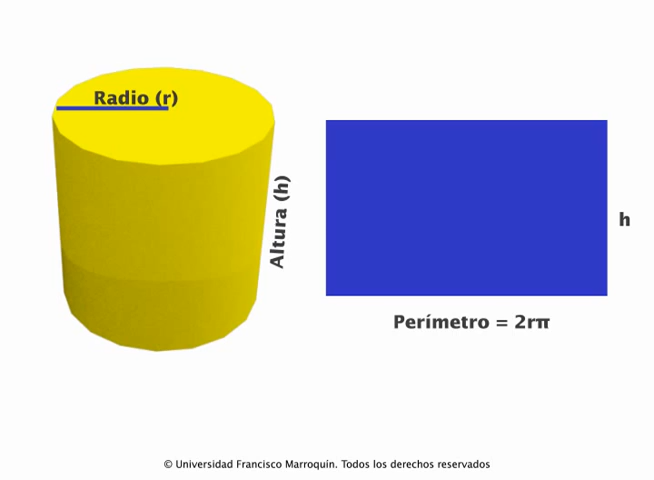 Radio (r)
Altura (h)
h
Perímetro = 2rπ
© Universidad Francisco Marroquín. Todos los derechos reservados